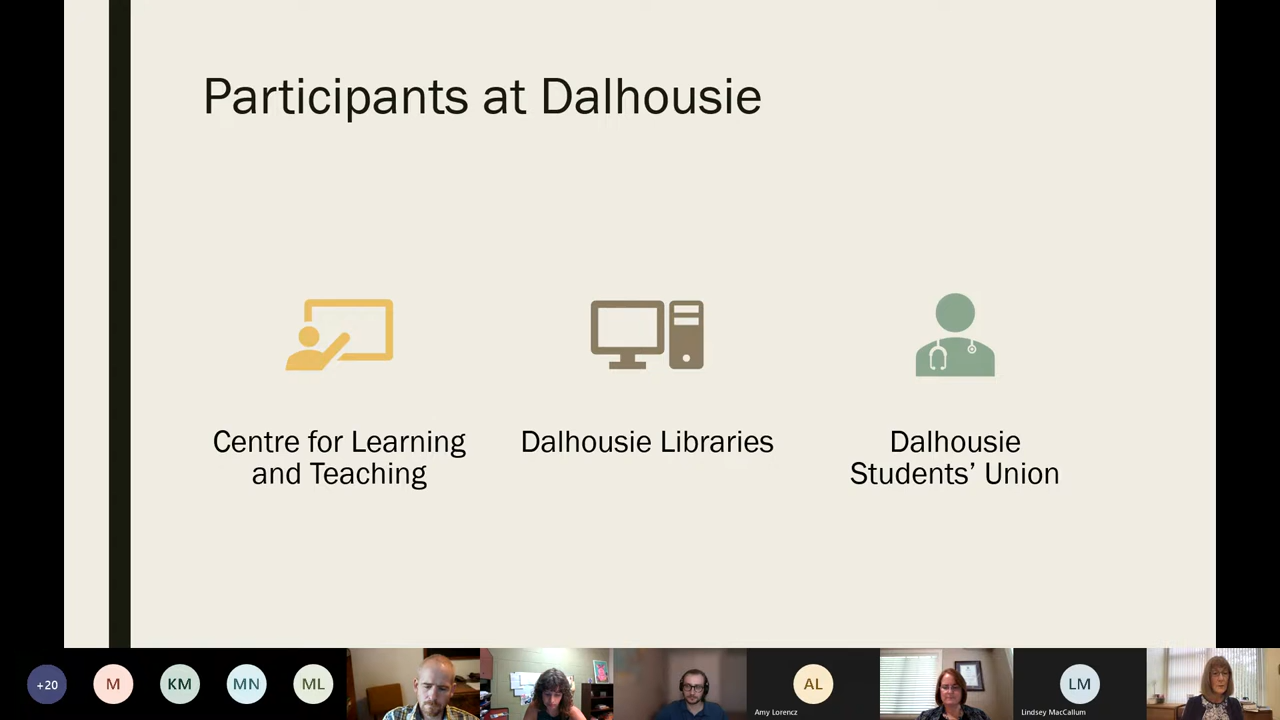 Participants at Dalhousie
Centre for Learning
and Teaching
Dalhousie Libraries
Dalhousie
Students’ Union
+20
M
KM
MN
ML
AL
Amy Lorencz
LM
Lindsey MacCallum